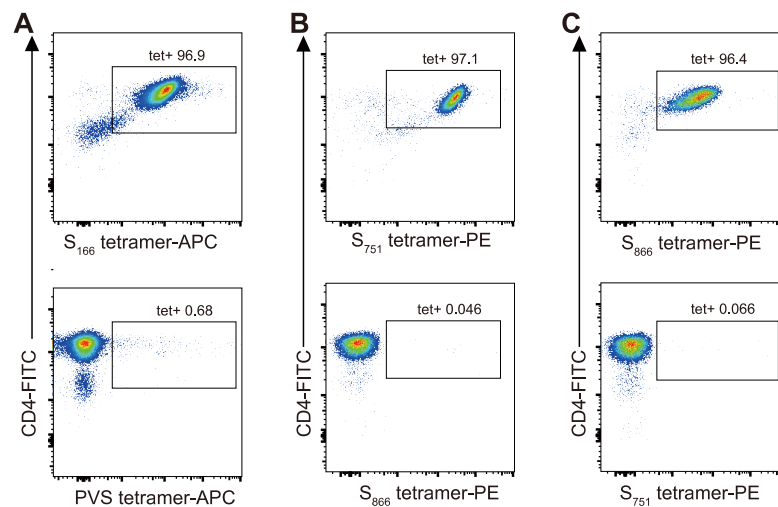 A
B
C
tet+ 96.9
tet+ 97.1
tet+ 96.4
S₁₆₆ tetramer-APC
S₇₅₁ tetramer-PE
S₈₆₆ tetramer-PE
tet+ 0.68
tet+ 0.046
tet+ 0.066
CD4-FITC
CD4-FITC
CD4-FITC
PVS tetramer-APC
S₈₆₆ tetramer-PE
S₇₅₁ tetramer-PE